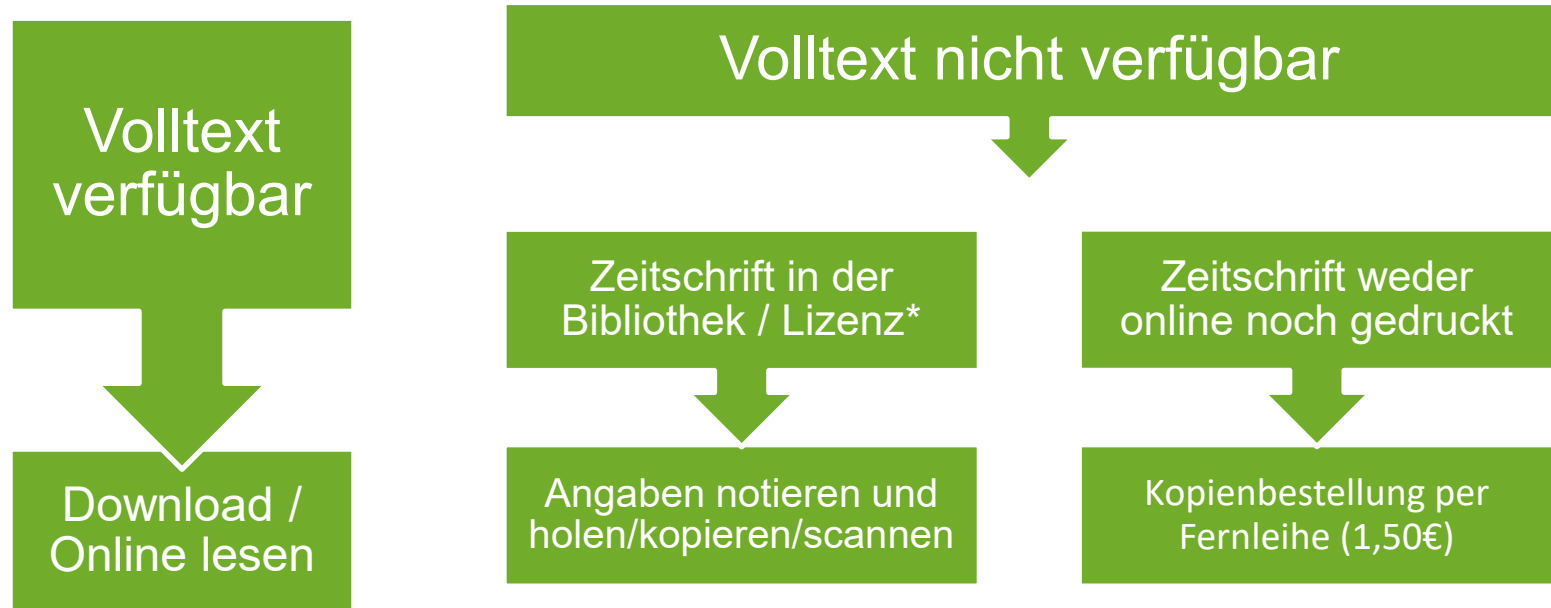 Volltext
verfügbar
Download /
Online lesen
Volltext nicht verfügbar
Zeitschrift in der
Bibliothek / Lizenz*
Angaben notieren und
holen/kopieren/scannen
Zeitschrift weder
online noch gedruckt
Kopienbestellung per
Fernleihe (1,50€)